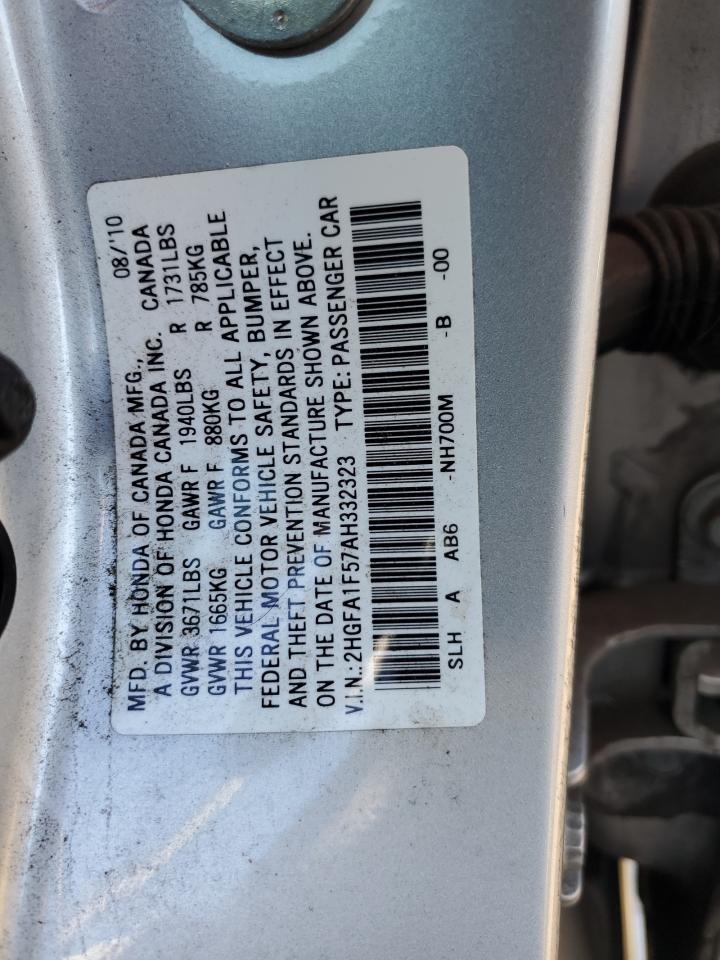 MFD. BY HONDA OF CANADA MFG., 08/'10
A DIVISION OF HONDA CANADA INC. CANADA
GVWR 3671LBS GAWR F 1940LBS R 1731LBS
GVWR 1665KG GAWR F 880KG R 785KG
THIS VEHICLE CONFORMS TO ALL APPLICABLE
FEDERAL MOTOR VEHICLE SAFETY, BUMPER,
AND THEFT PREVENTION STANDARDS IN EFFECT
ON THE DATE OF MANUFACTURE SHOWN ABOVE.
V.I.N.: 2HGFA1F57AH332323 TYPE: PASSENGER CAR
SLH A AB6 -NH700M -B -00